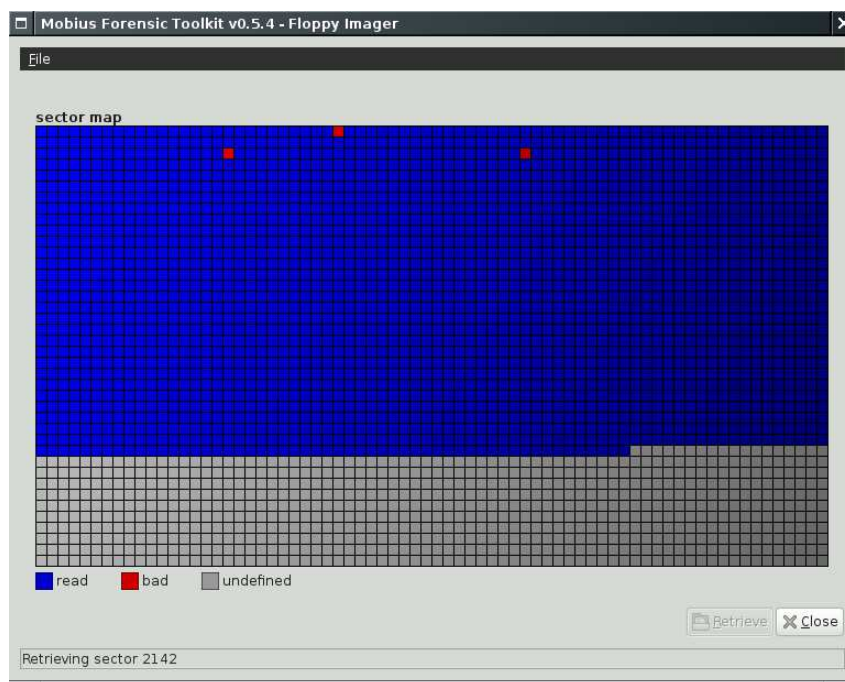 Mobius Forensic Toolkit v0.5.4 - Floppy Imager
File
sector map
read bad undefined
Retrieve Close
Retrieving sector 2142